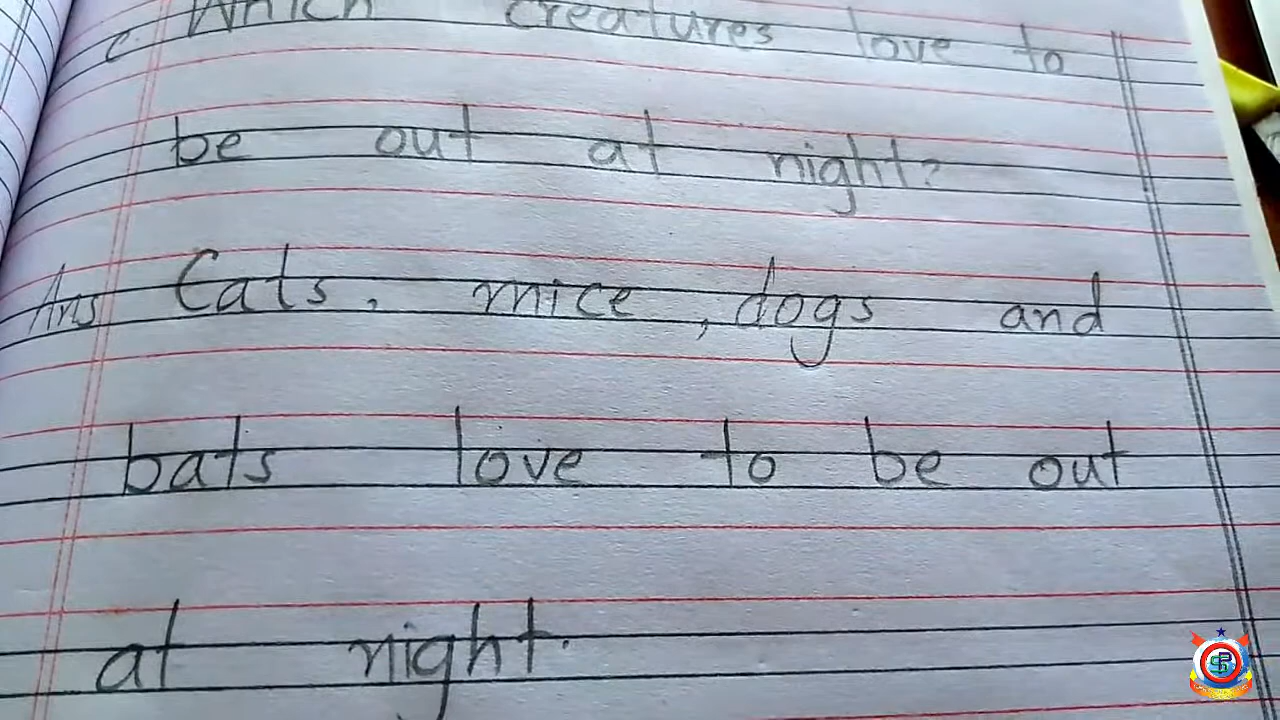 c Which creatures love to
be out at night?
Ans Cats, mice, dogs and
bats love to be out
at night.